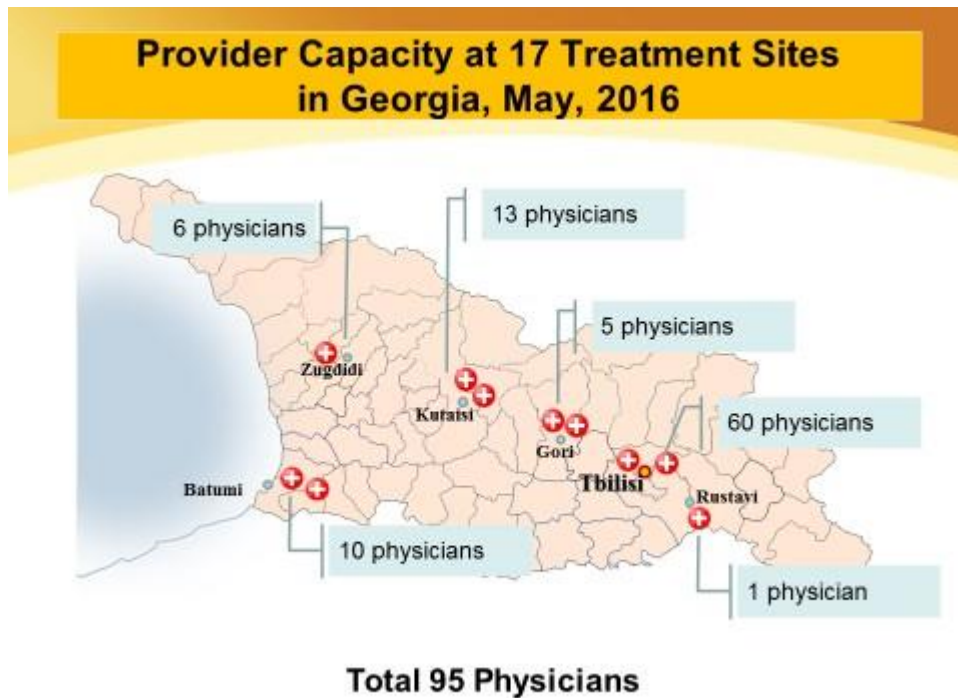 Provider Capacity at 17 Treatment Sites
in Georgia, May, 2016
13 physicians
6 physicians
5 physicians
Zugdidi
Kutaisi
60 physicians
Gori
Tbilisi
Batumi
Rustavi
10 physicians
1 physician
Total 95 Physicians